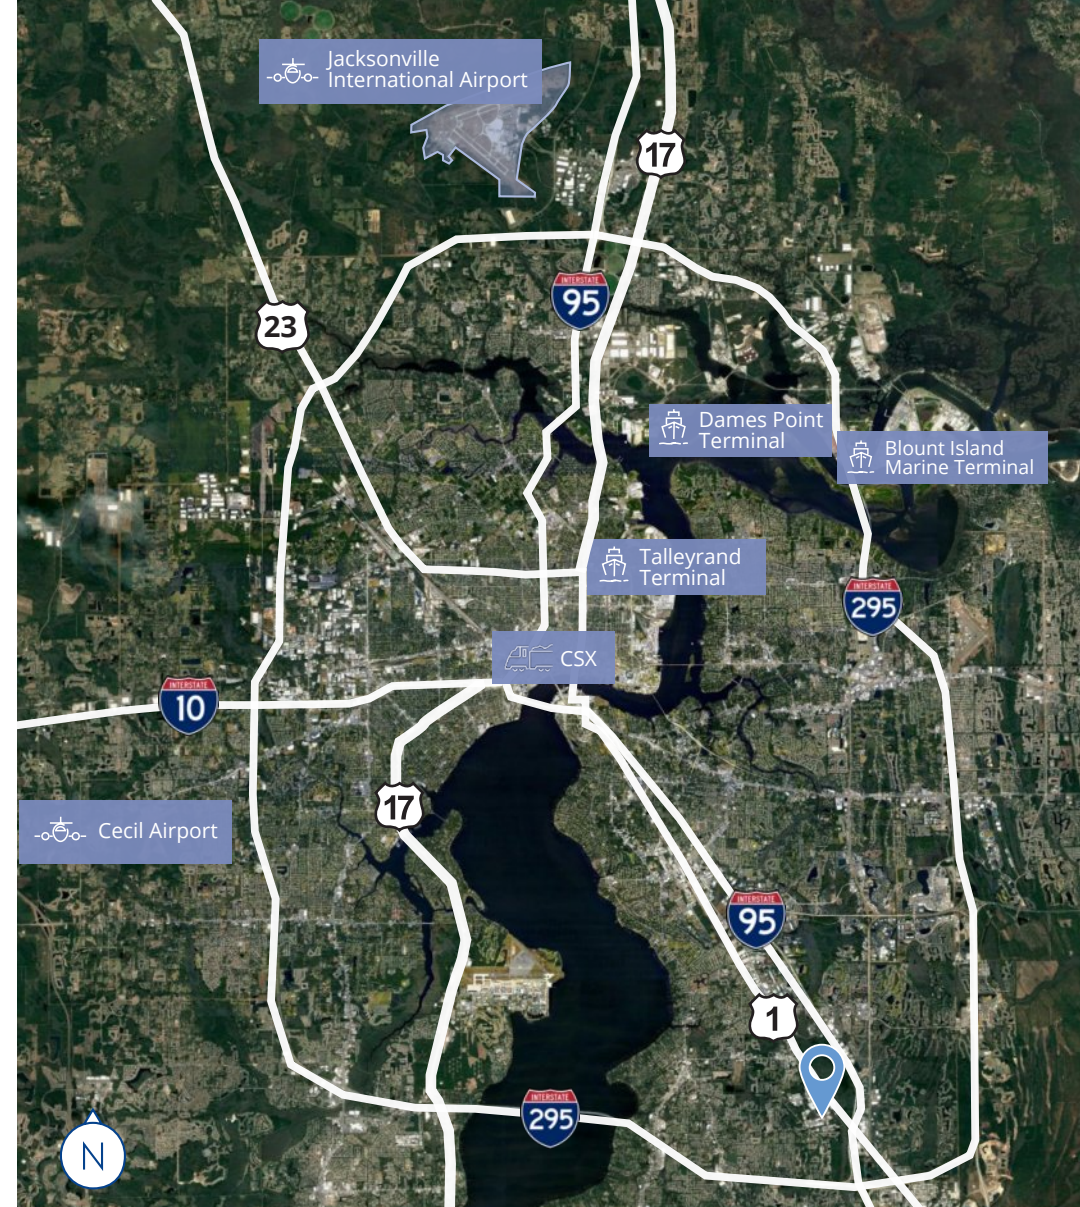 Jacksonville
International Airport
17
INTERSTATE
95
23
Dames Point
Terminal
Blount Island
Marine Terminal
Talleyrand
Terminal
INTERSTATE
295
CSX
INTERSTATE
10
17
Cecil Airport
INTERSTATE
95
1
INTERSTATE
295
N